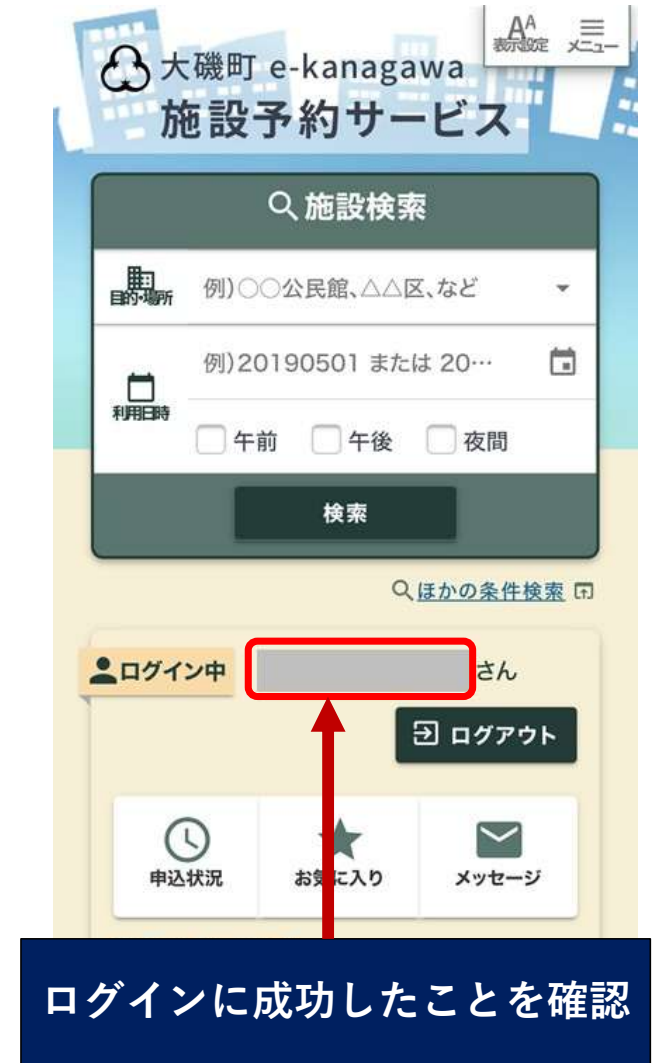 AA
表示設定
メニュー
大磯町 e-kanagawa
施設予約サービス
施設検索
目的・場所
例)○○公民館、△△区、など
例)20190501 または 20…
利用日時
午前 午後 夜間
検索
ほかの条件検索
ログイン中 さん
ログアウト
申込状況 お気に入り メッセージ
ログインに成功したことを確認